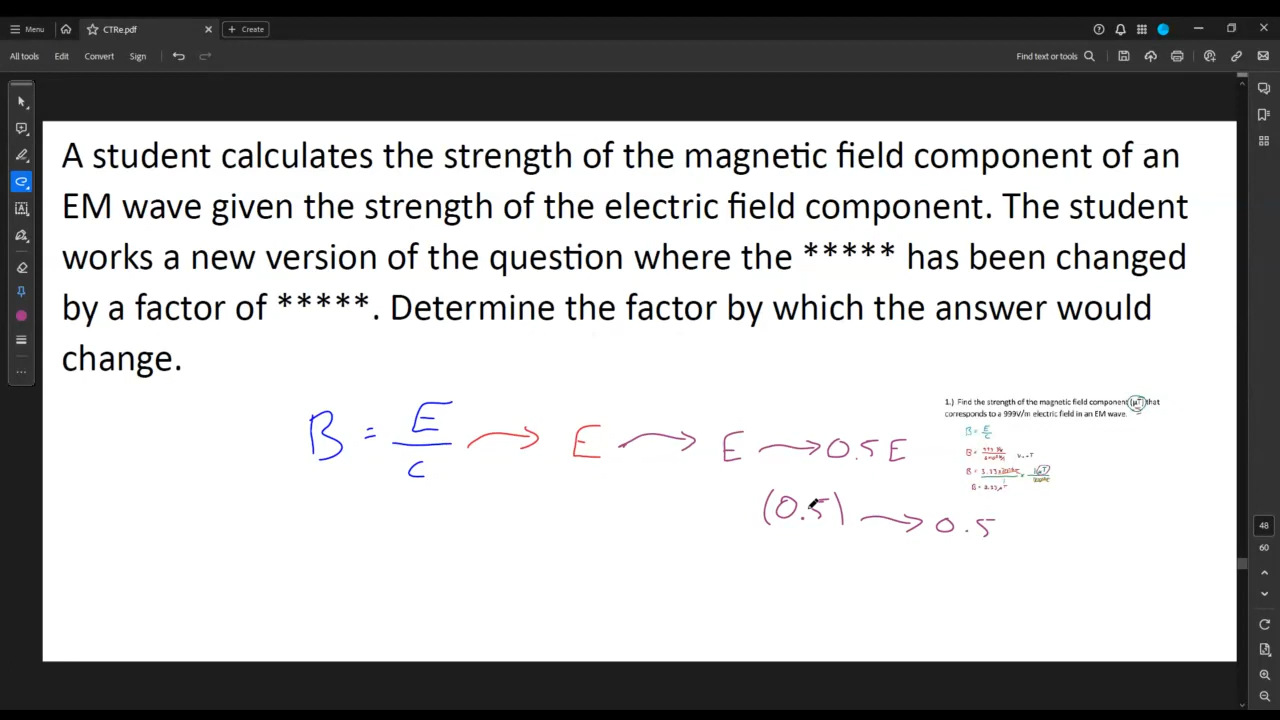 Menu CTRe.pdf Create
All tools Edit Convert Sign Find text or tools
A student calculates the strength of the magnetic field component of an
EM wave given the strength of the electric field component. The student
works a new version of the question where the ***** has been changed
by a factor of *****. Determine the factor by which the answer would
change.
B = E/c → E → E → 0.5E
(0.5) → 0.5
1.) Find the strength of the magnetic field component (μT) that
corresponds to a 999V/m electric field in an EM wave.
B = E/c
48
60